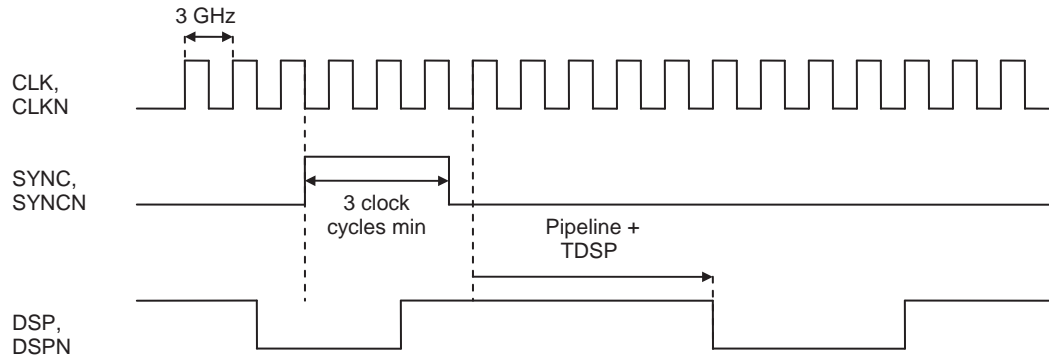 3 GHz
CLK,
CLKN
SYNC,
SYNCN
3 clock
cycles min
Pipeline +
TDSP
DSP,
DSPN